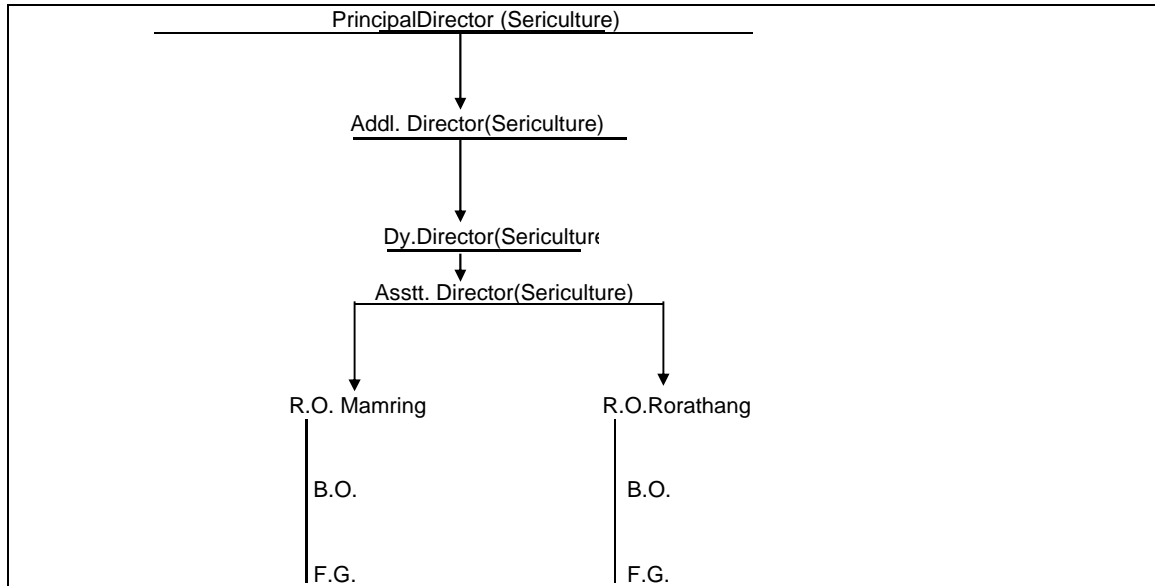 PrincipalDirector (Sericulture)
Addl. Director(Sericulture)
Dy.Director(Sericulture
Asstt. Director(Sericulture)
R.O. Mamring R.O.Rorathang
B.O. B.O.
F.G. F.G.